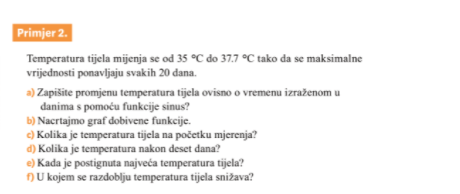 Primjer 2.
Temperatura tijela mijenja se od 35 °C do 37.7 °C tako da se maksimalne
vrijednosti ponavljaju svakih 20 dana.
a) Zapišite promjenu temperatura tijela ovisno o vremenu izraženom u
danima s pomoću funkcije sinus?
b) Nacrtajmo graf dobivene funkcije.
c) Kolika je temperatura tijela na početku mjerenja?
d) Kolika je temperatura nakon deset dana?
e) Kada je postignuta najveća temperatura tijela?
f) U kojem se razdoblju temperatura tijela snižava?